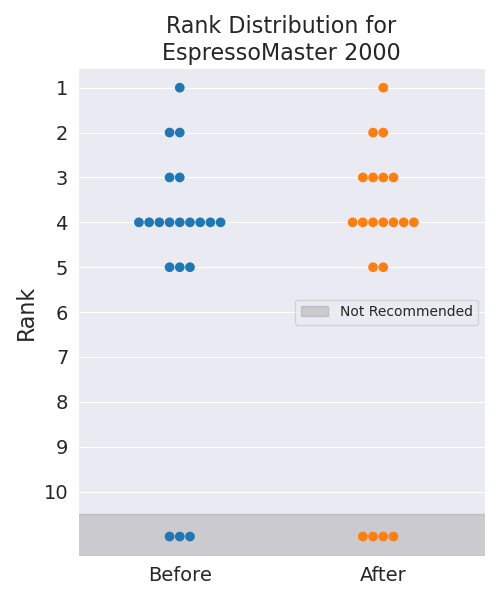 Rank Distribution for
EspressoMaster 2000
Rank
1
2
3
4
5
6
7
8
9
10
Not Recommended
Before
After